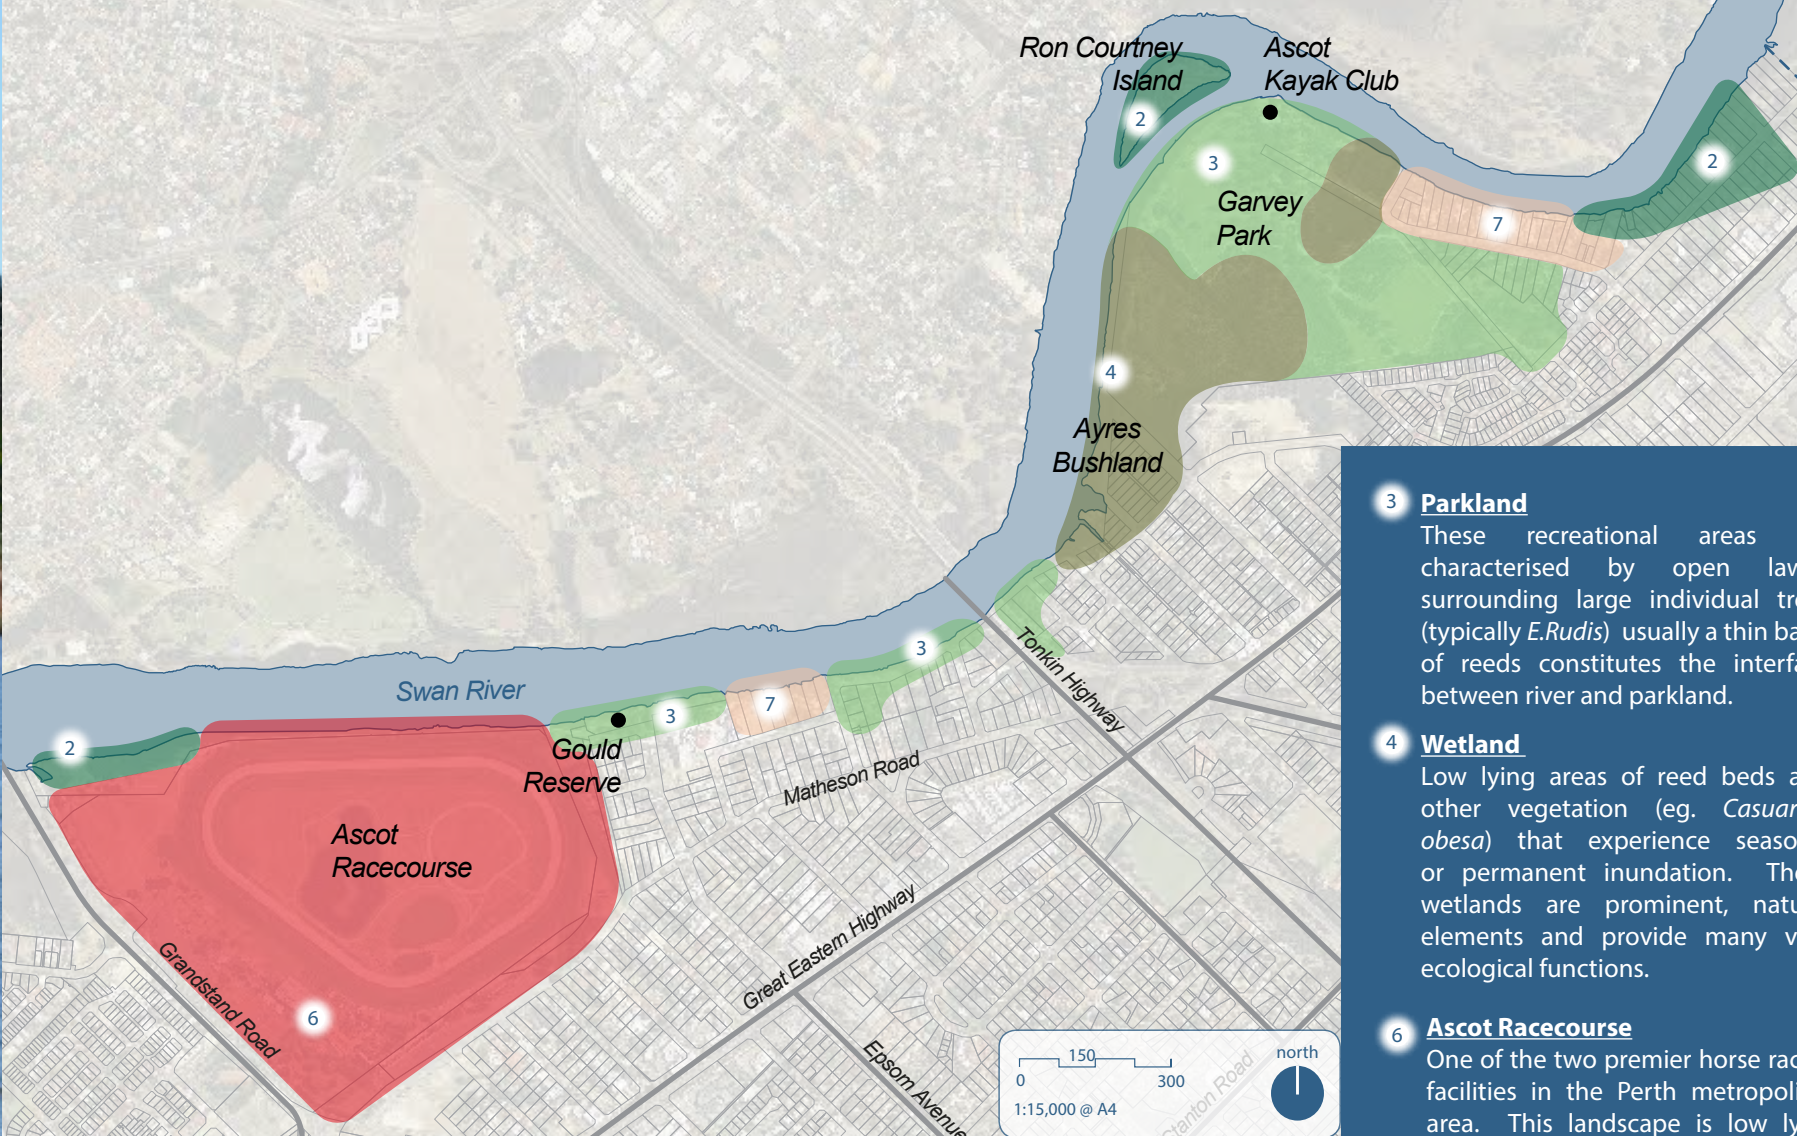 Ron Courtney
Island
Ascot
Kayak Club
2
3
2
Garvey
Park
7
4
Ayres
Bushland
Tonkin Highway
3
Swan River
7
3
2
Gould
Reserve
Matheson Road
Ascot
Racecourse
Great Eastern Highway
Grandstand Road
6
Epsom Avenue
Stanton Road
150
0
300
1:15,000 @ A4
north
3 Parkland
These recreational areas
characterised by open
surrounding large individual
(typically E.Rudis) usually a thin
of reeds constitutes the
between river and parkland.
4 Wetland
Low lying areas of reed beds
other vegetation (eg.
obesa) that experience
or permanent inundation.
wetlands are prominent,
elements and provide many
ecological functions.
6 Ascot Racecourse
One of the two premier horse
facilities in the Perth
area. This landscape is low